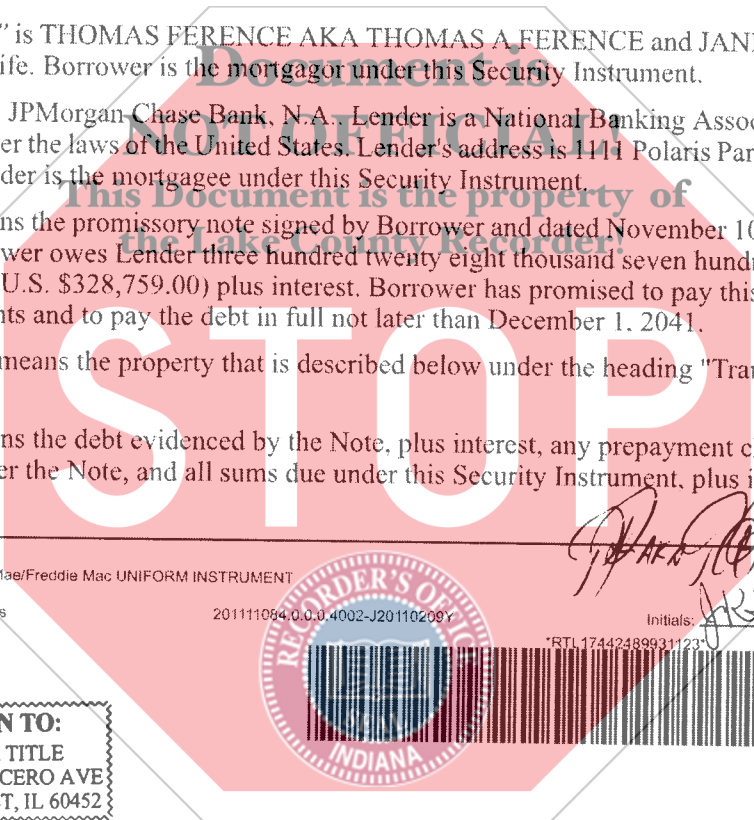 " is THOMAS FERENCE AKA THOMAS A FERENCE and JAN
ife. Borrower is the mortgagor under this Security Instrument.
Document is
JPMorgan Chase Bank, N.A.. Lender is a National Banking Assoc
NOT OFFICIAL!
er the laws of the United States. Lender's address is 1111 Polaris Par
der is the mortgagee under this Security Instrument.
This Document is the property of
ns the promissory note signed by Borrower and dated November 10
the Lake County Recorder!
wer owes Lender three hundred twenty eight thousand seven hundr
U.S. $328,759.00) plus interest. Borrower has promised to pay this
nts and to pay the debt in full not later than December 1, 2041.
means the property that is described below under the heading "Tra
STOP
ns the debt evidenced by the Note, plus interest, any prepayment c
er the Note, and all sums due under this Security Instrument, plus i
Mae/Freddie Mac UNIFORM INSTRUMENT
s 201111084.0.0.0.4002-J20110209Y Initials:
*RTL17442489931123*
RECORDER'S OFFICE
SEAL
INDIANA
N TO:
TITLE
CERO AVE
T, IL 60452